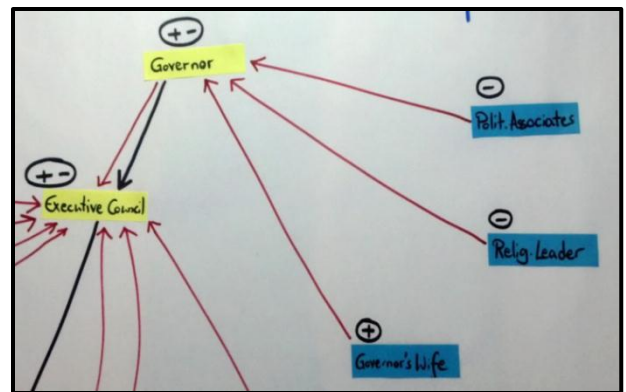 + -
Governor
-
Polit. Associates
+ -
Executive Council
-
Relig. Leader
+
Governor's Wife